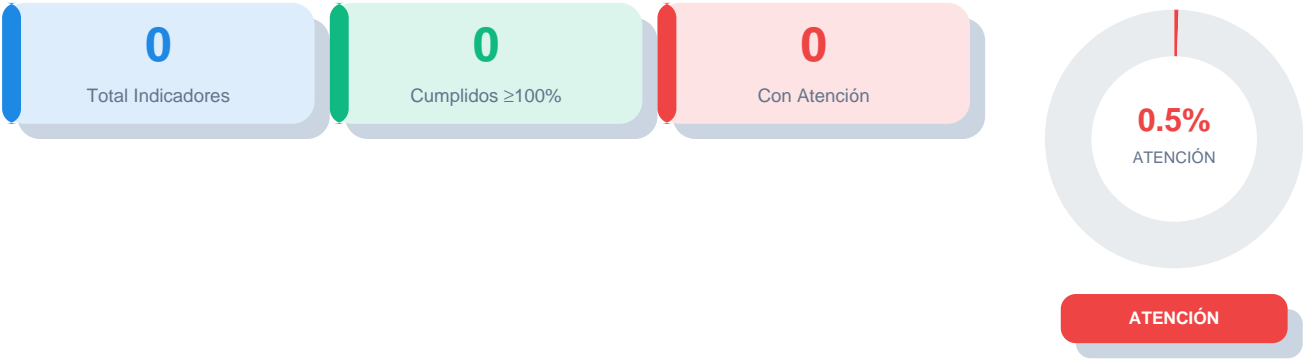 0
Total Indicadores
0
Cumplidos ≥100%
0
Con Atención
0.5%
ATENCIÓN
ATENCIÓN